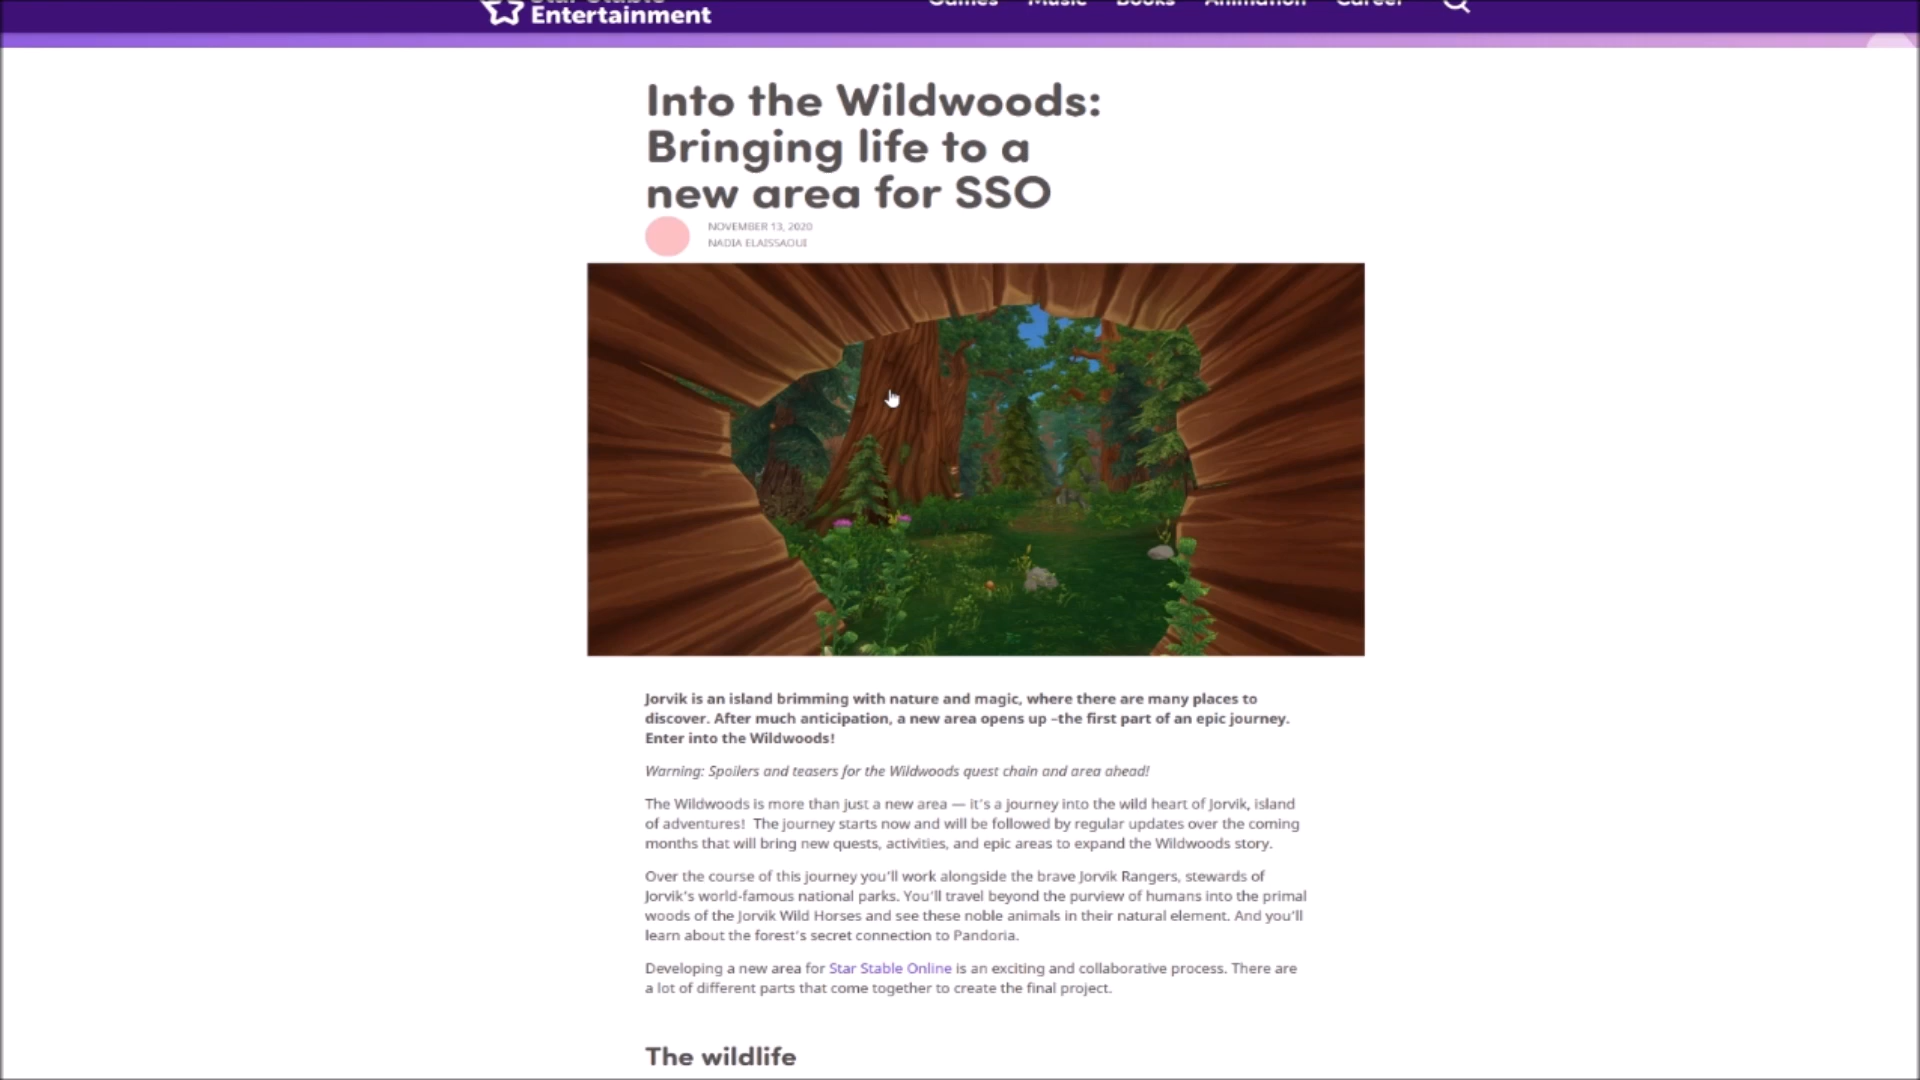 Star Stable
Entertainment
Games Music Books Animation Career
Into the Wildwoods:
Bringing life to a
new area for SSO
NOVEMBER 13, 2020
NADIA ELAISSAOUI
Jorvik is an island brimming with nature and magic, where there are many places to
discover. After much anticipation, a new area opens up –the first part of an epic journey.
Enter into the Wildwoods!
Warning: Spoilers and teasers for the Wildwoods quest chain and area ahead!
The Wildwoods is more than just a new area — it's a journey into the wild heart of Jorvik, island
of adventures!  The journey starts now and will be followed by regular updates over the coming
months that will bring new quests, activities, and epic areas to expand the Wildwoods story.
Over the course of this journey you'll work alongside the brave Jorvik Rangers, stewards of
Jorvik's world-famous national parks. You'll travel beyond the purview of humans into the primal
woods of the Jorvik Wild Horses and see these noble animals in their natural element. And you'll
learn about the forest's secret connection to Pandoria.
Developing a new area for Star Stable Online is an exciting and collaborative process. There are
a lot of different parts that come together to create the final project.
The wildlife